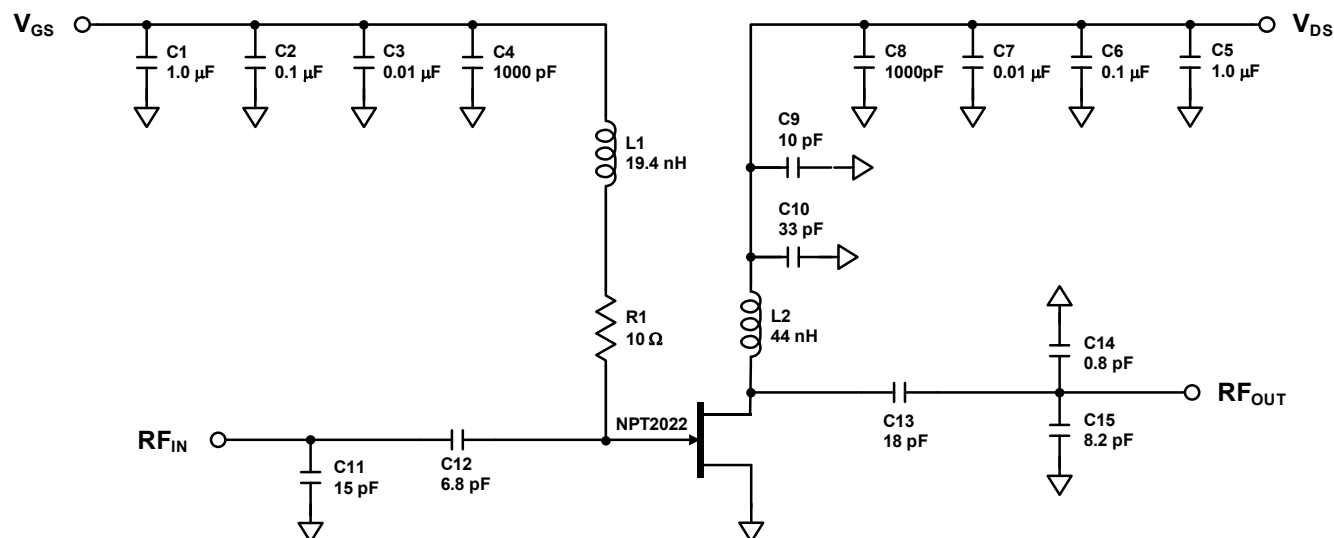 VGS
C1
1.0 µF
C2
0.1 µF
C3
0.01 µF
C4
1000 pF
C8
1000pF
C7
0.01 µF
C6
0.1 µF
C5
1.0 µF
VDS
L1
19.4 nH
C9
10 pF
C10
33 pF
R1
10 Ω
L2
44 nH
C14
0.8 pF
RFOUT
NPT2022
C13
18 pF
C15
8.2 pF
RFIN
C11
15 pF
C12
6.8 pF